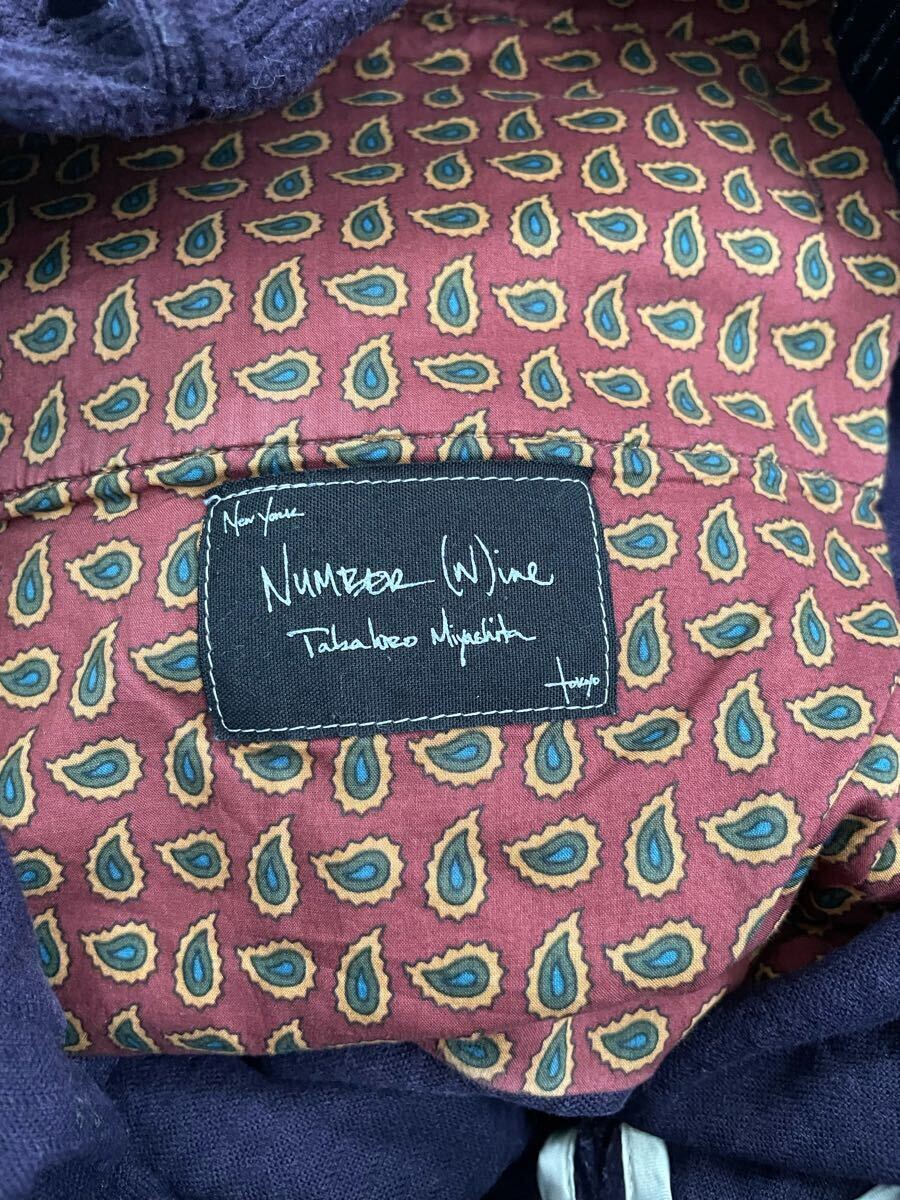 New York
NUMBER (N)ine
Takahiro Miyashita
tokyo